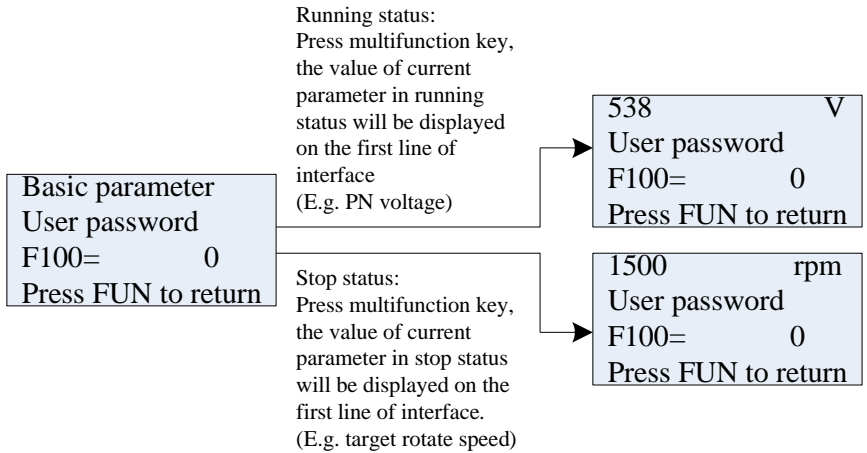 Running status:
Press multifunction key,
the value of current
parameter in running
status will be displayed
on the first line of
interface
(E.g. PN voltage)
Basic parameter
User password
F100= 0
Press FUN to return
538 V
User password
F100= 0
Press FUN to return
Stop status:
Press multifunction key,
the value of current
parameter in stop status
will be displayed on the
first line of interface.
(E.g. target rotate speed)
1500 rpm
User password
F100= 0
Press FUN to return